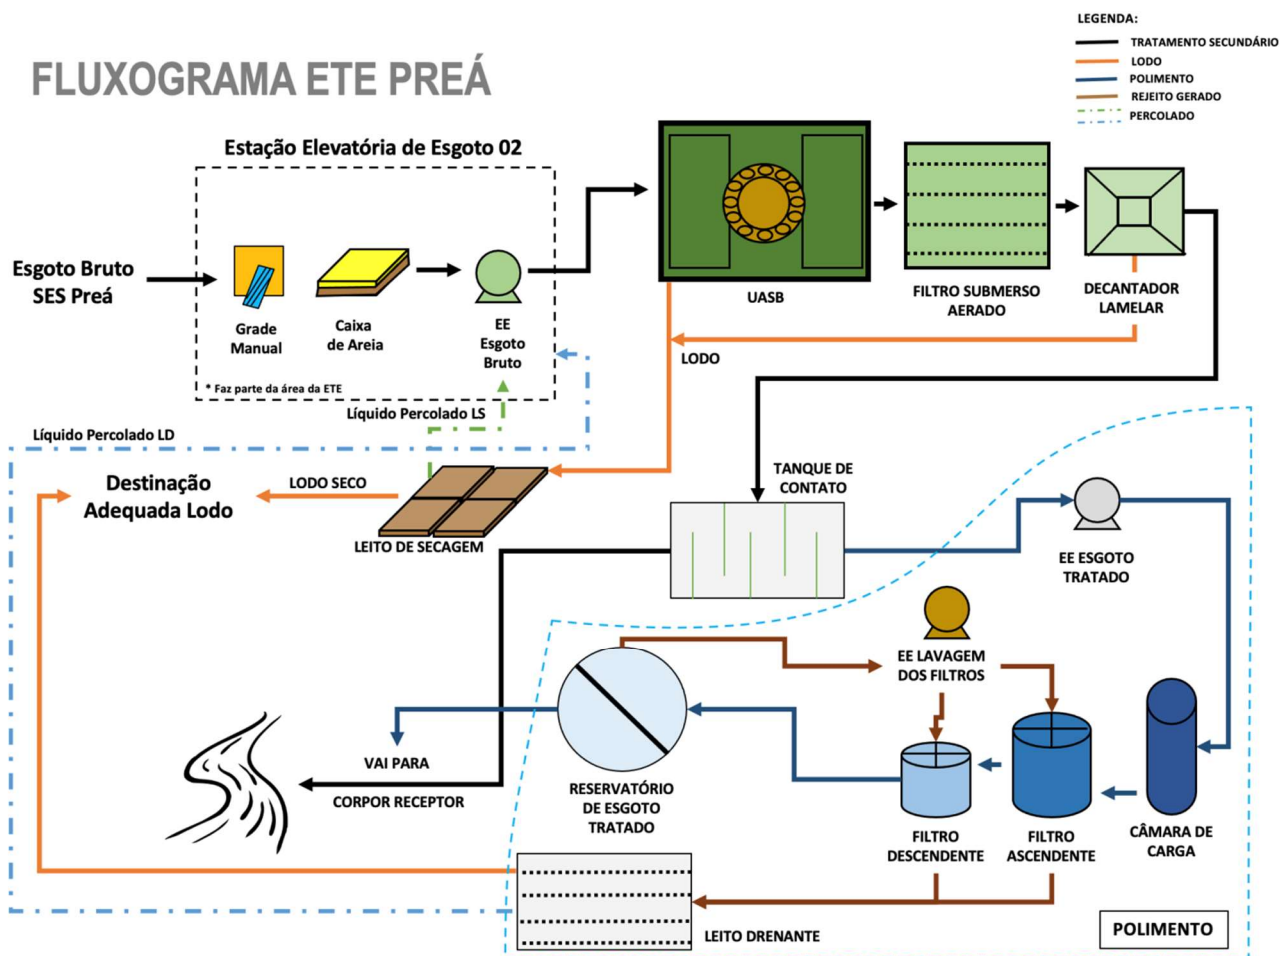 LEGENDA:
TRATAMENTO SECUNDÁRIO
LODO
POLIMENTO
REJEITO GERADO
PERCOLADO
FLUXOGRAMA ETE PREÁ
Estação Elevatória de Esgoto 02
Esgoto Bruto
SES Preá
Grade
Manual
Caixa
de Areia
EE
Esgoto
Bruto
* Faz parte da área da ETE
UASB
FILTRO SUBMERSO
AERADO
DECANTADOR
LAMELAR
LODO
Líquido Percolado LS
Líquido Percolado LD
Destinação
Adequada Lodo
LODO SECO
LEITO DE SECAGEM
TANQUE DE
CONTATO
EE ESGOTO
TRATADO
EE LAVAGEM
DOS FILTROS
VAI PARA
CORPOR RECEPTOR
RESERVATÓRIO
DE ESGOTO
TRATADO
FILTRO
DESCENDENTE
FILTRO
ASCENDENTE
CÂMARA DE
CARGA
LEITO DRENANTE
POLIMENTO